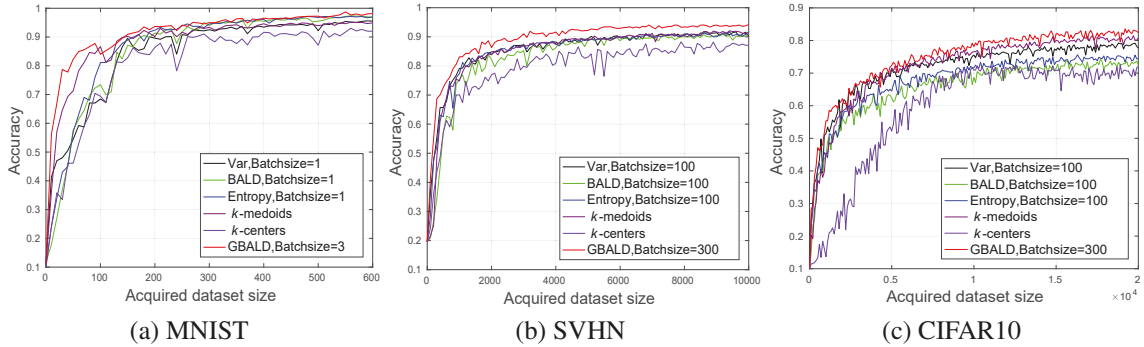 Accuracy
1
0.9
0.8
0.7
0.6
0.5
0.4
0.3
0.2
0.1
0
100
200
300
400
500
600
Acquired dataset size
Var,Batchsize=1
BALD,Batchsize=1
Entropy,Batchsize=1
k-medoids
k-centers
GBALD,Batchsize=3
(a) MNIST
Accuracy
1
0.9
0.8
0.7
0.6
0.5
0.4
0.3
0.2
0.1
0
2000
4000
6000
8000
10000
Acquired dataset size
Var,Batchsize=100
BALD,Batchsize=100
Entropy,Batchsize=100
k-medoids
k-centers
GBALD,Batchsize=300
(b) SVHN
Accuracy
0.9
0.8
0.7
0.6
0.5
0.4
0.3
0.2
0.1
0
0.5
1
1.5
2
× 10⁴
Acquired dataset size
Var,Batchsize=100
BALD,Batchsize=100
Entropy,Batchsize=100
k-medoids
k-centers
GBALD,Batchsize=300
(c) CIFAR10